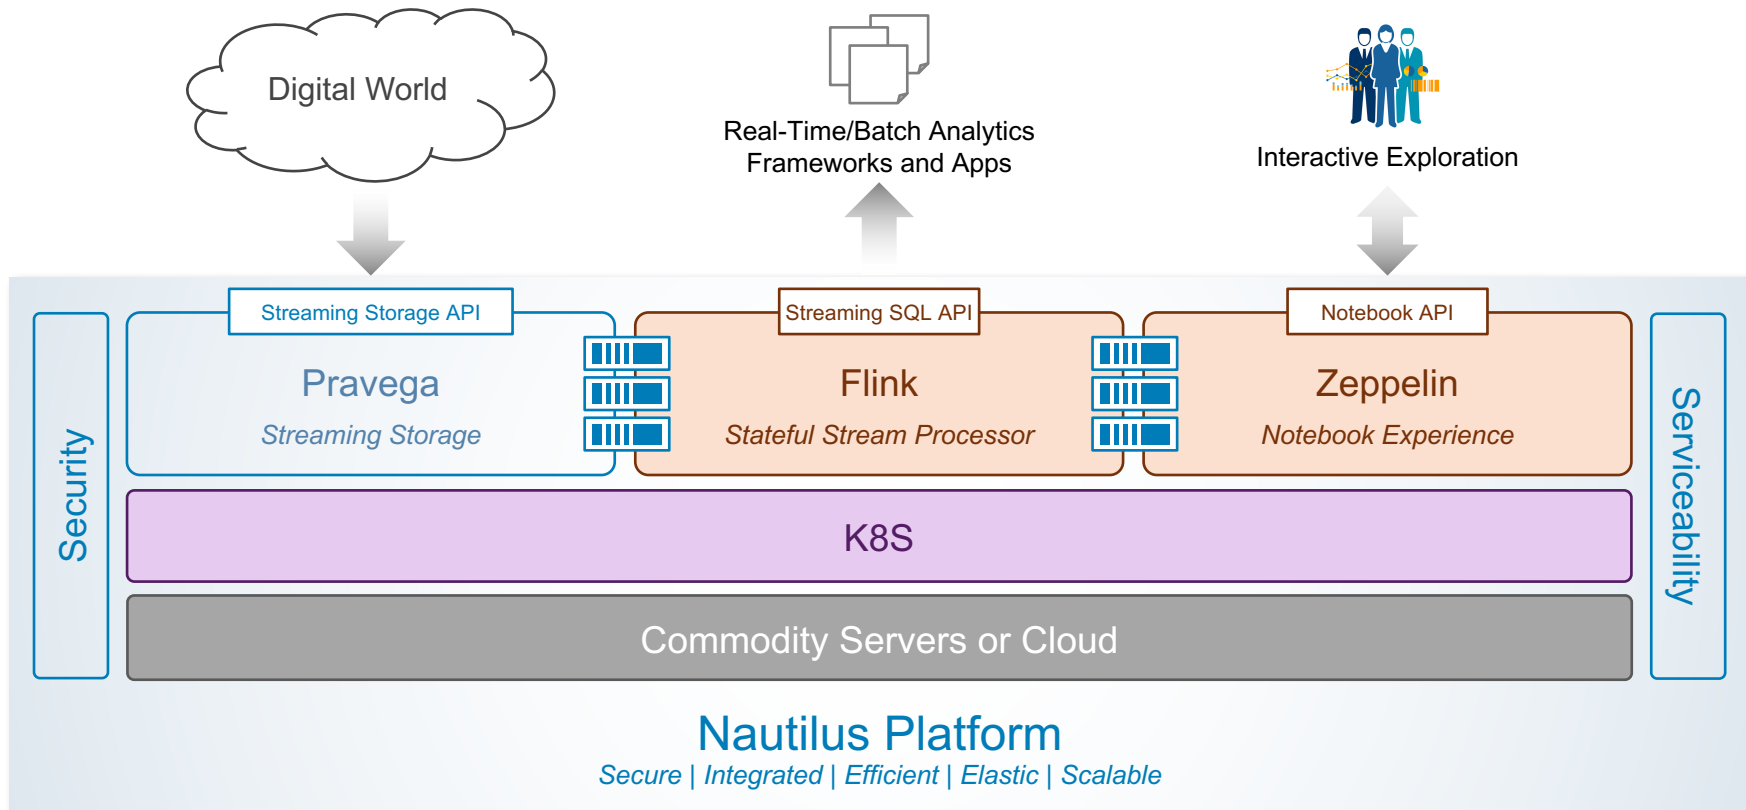 Digital World
Real-Time/Batch Analytics
Frameworks and Apps
Interactive Exploration
Streaming Storage API
Streaming SQL API
Notebook API
Security
Pravega
Streaming Storage
Flink
Stateful Stream Processor
Zeppelin
Notebook Experience
Serviceability
K8S
Commodity Servers or Cloud
Nautilus Platform
Secure | Integrated | Efficient | Elastic | Scalable